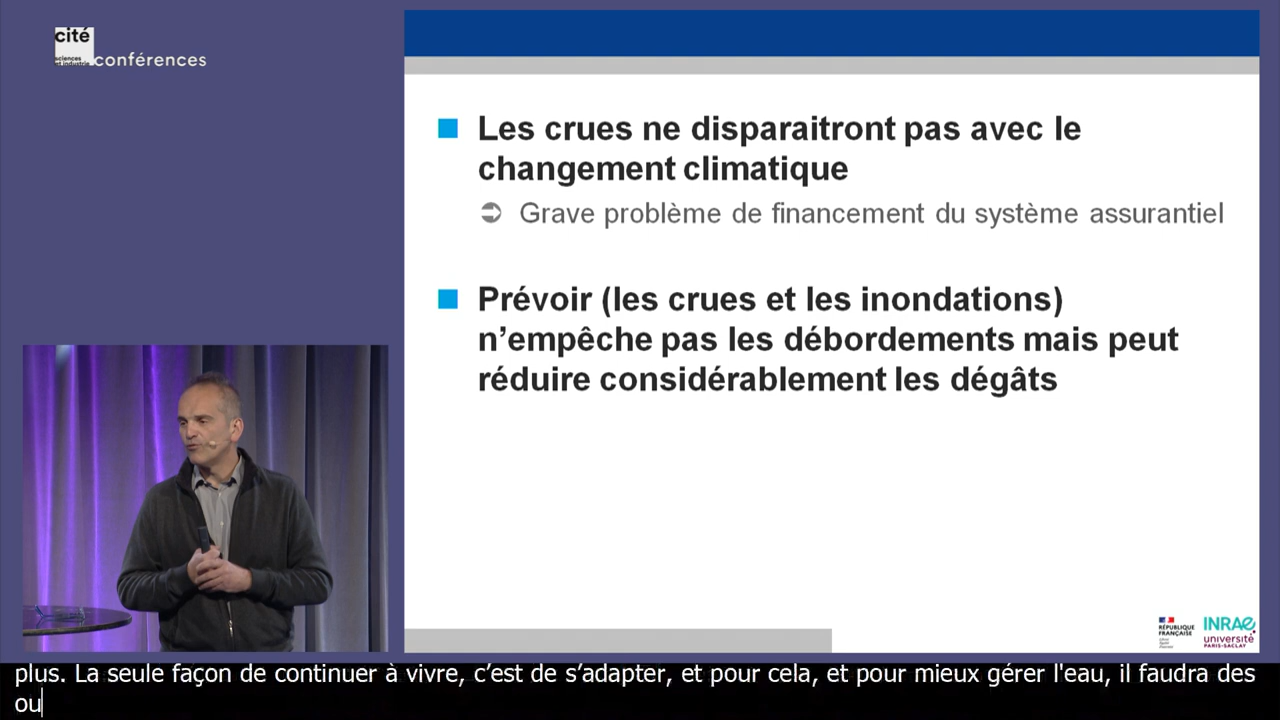 cité
sciences
et industrie
conférences
Les crues ne disparaitront pas avec le
changement climatique
Grave problème de financement du système assurantiel
Prévoir (les crues et les inondations)
n’empêche pas les débordements mais peut
réduire considérablement les dégâts
RÉPUBLIQUE
FRANÇAISE
INRAE
université
PARIS-SACLAY
plus. La seule façon de continuer à vivre, c’est de s’adapter, et pour cela, et pour mieux gérer l'eau, il faudra des
ou